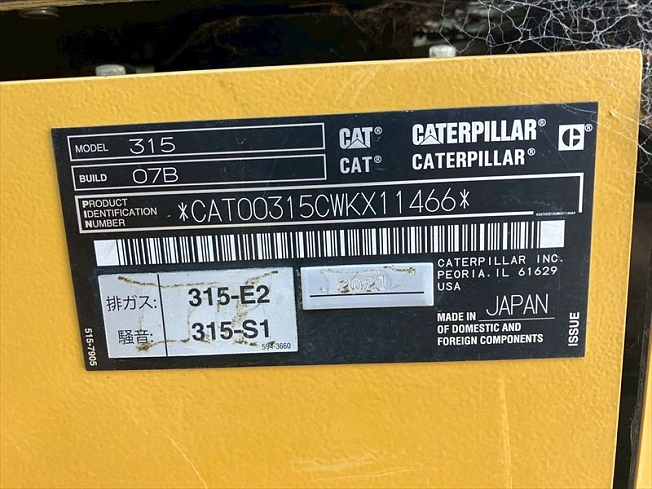 MODEL 315
CAT® CATERPILLAR®
BUILD 07B
CAT® CATERPILLAR®
PRODUCT
IDENTIFICATION
NUMBER
*CAT00315CWKX11466*
CATERPILLAR INC.
PEORIA. IL 61629
USA
排ガス: 315-E2
騒音: 315-S1
594-3660
2021
MADE IN JAPAN
OF DOMESTIC AND
FOREIGN COMPONENTS
515-7905
ISSUE